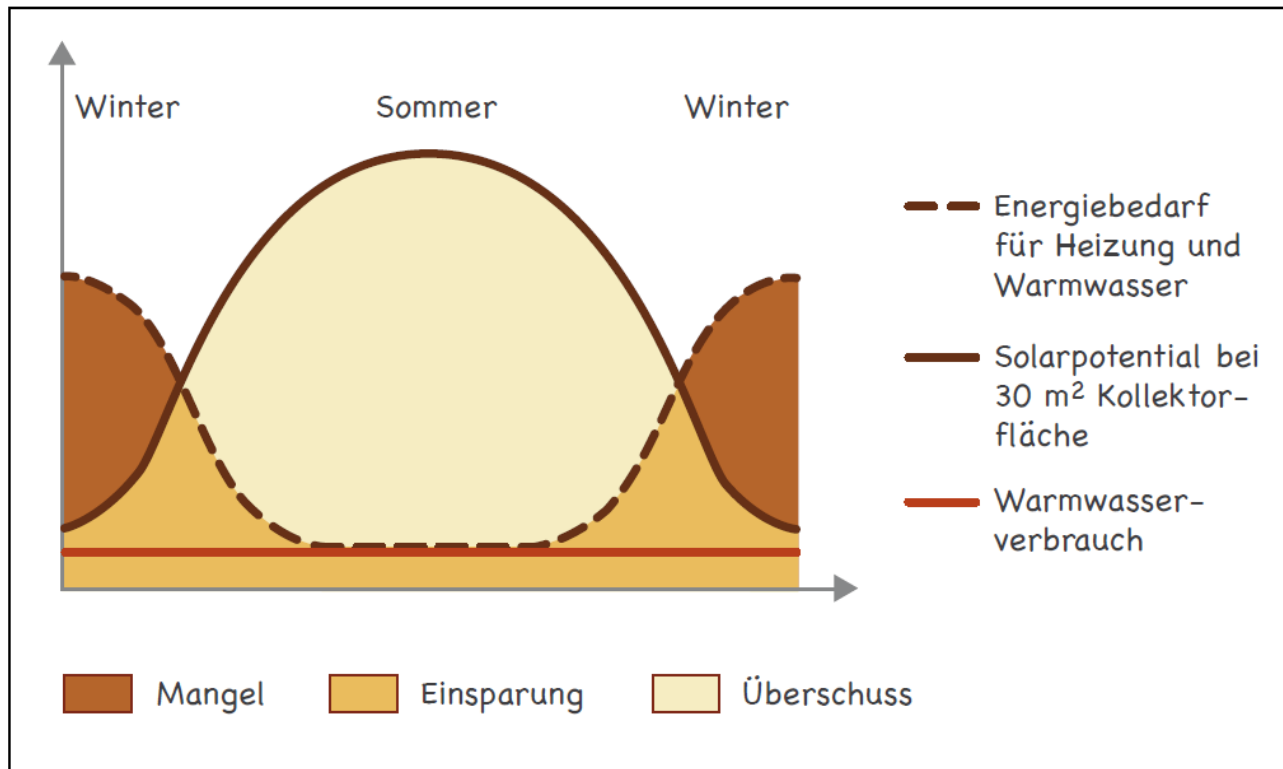 Winter
Sommer
Winter
Energiebedarf
für Heizung und
Warmwasser
Solarpotential bei
30 m² Kollektor-
fläche
Warmwasser-
verbrauch
Mangel
Einsparung
Überschuss